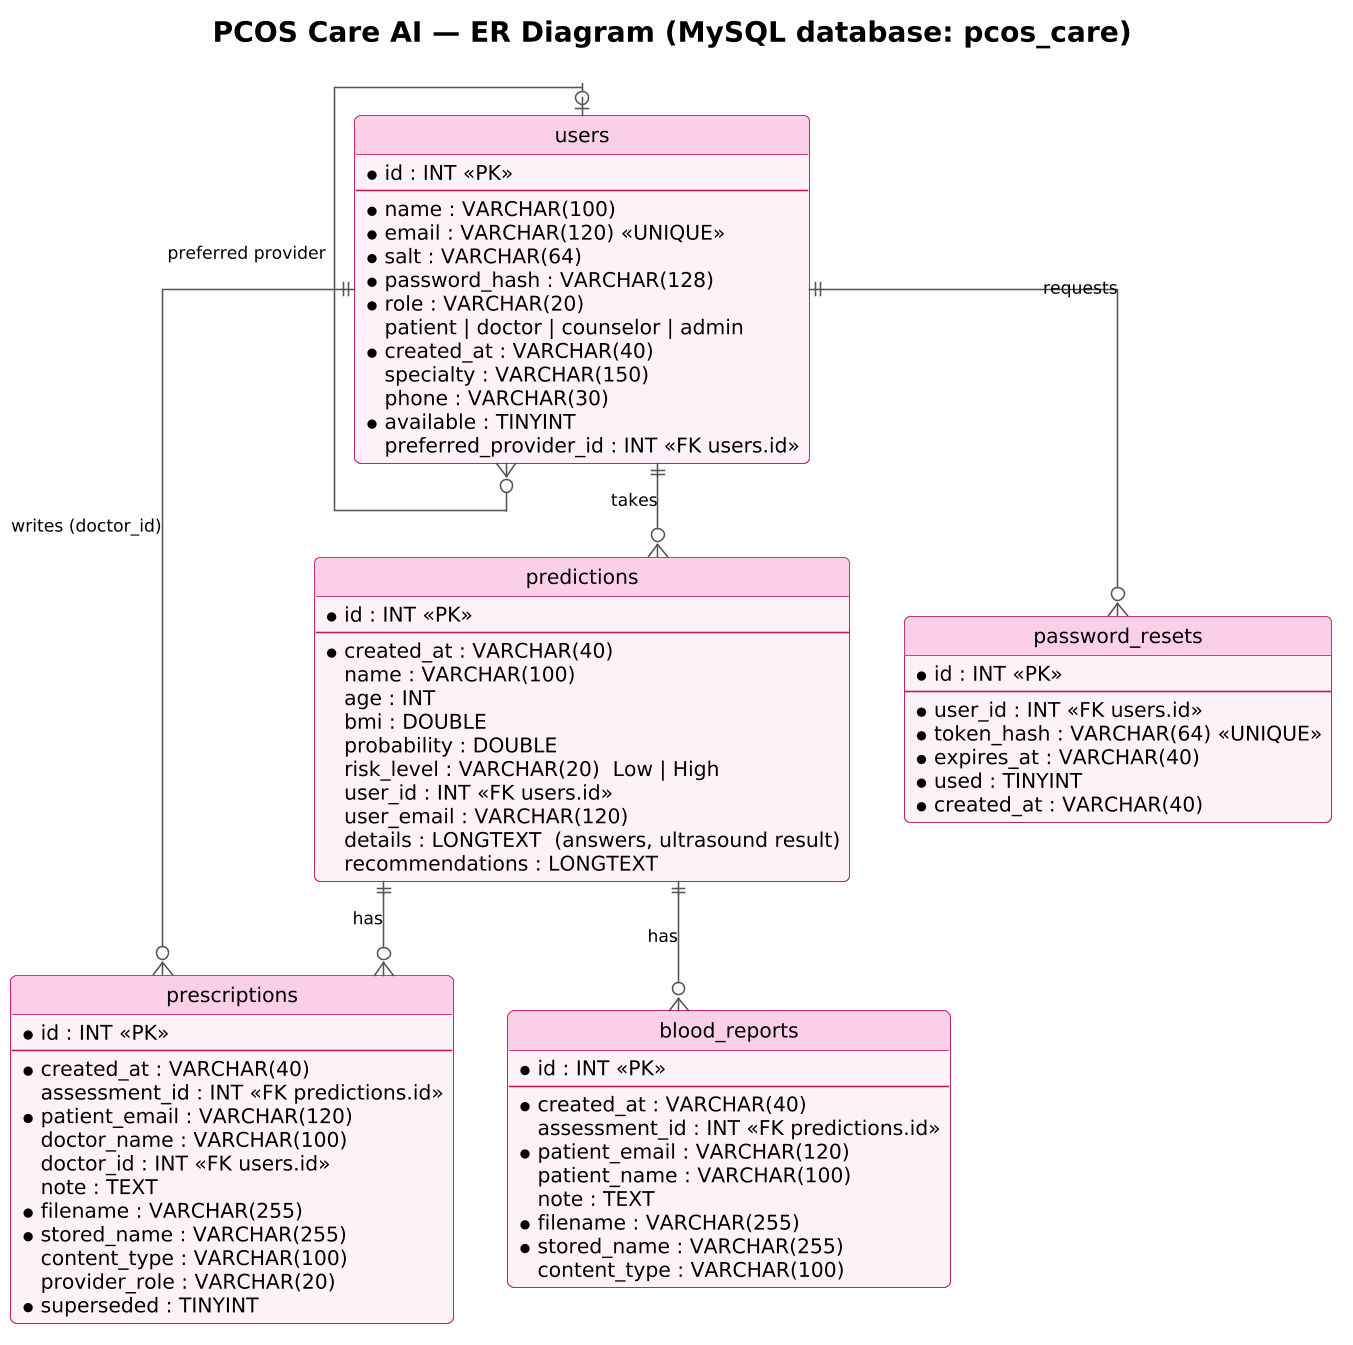 PCOS Care AI — ER Diagram (MySQL database: pcos_care)
users
id : INT «PK»
name : VARCHAR(100)
email : VARCHAR(120) «UNIQUE»
salt : VARCHAR(64)
password_hash : VARCHAR(128)
role : VARCHAR(20)
patient | doctor | counselor | admin
created_at : VARCHAR(40)
specialty : VARCHAR(150)
phone : VARCHAR(30)
available : TINYINT
preferred_provider_id : INT «FK users.id»
preferred provider
requests
takes
writes (doctor_id)
predictions
id : INT «PK»
created_at : VARCHAR(40)
name : VARCHAR(100)
age : INT
bmi : DOUBLE
probability : DOUBLE
risk_level : VARCHAR(20)  Low | High
user_id : INT «FK users.id»
user_email : VARCHAR(120)
details : LONGTEXT  (answers, ultrasound result)
recommendations : LONGTEXT
password_resets
id : INT «PK»
user_id : INT «FK users.id»
token_hash : VARCHAR(64) «UNIQUE»
expires_at : VARCHAR(40)
used : TINYINT
created_at : VARCHAR(40)
has
has
prescriptions
id : INT «PK»
created_at : VARCHAR(40)
assessment_id : INT «FK predictions.id»
patient_email : VARCHAR(120)
doctor_name : VARCHAR(100)
doctor_id : INT «FK users.id»
note : TEXT
filename : VARCHAR(255)
stored_name : VARCHAR(255)
content_type : VARCHAR(100)
provider_role : VARCHAR(20)
superseded : TINYINT
blood_reports
id : INT «PK»
created_at : VARCHAR(40)
assessment_id : INT «FK predictions.id»
patient_email : VARCHAR(120)
patient_name : VARCHAR(100)
note : TEXT
filename : VARCHAR(255)
stored_name : VARCHAR(255)
content_type : VARCHAR(100)